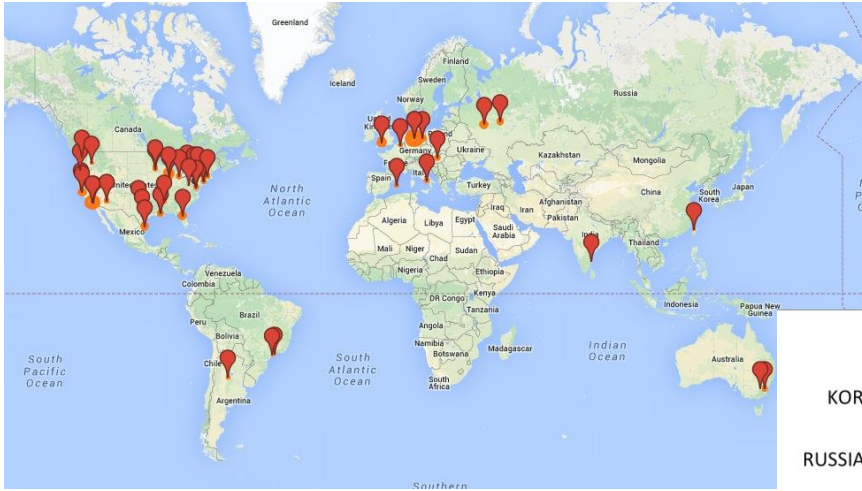 Greenland
Iceland
Finland
Sweden
Norway
Russia
Canada
Germany
Ukraine
Kazakhstan
Mongolia
Spain
Turkey
China
South
Korea
Japan
North
Atlantic
Ocean
Algeria
Libya
Egypt
Iraq
Iran
Afghanistan
Pakistan
Saudi
Arabia
India
Thailand
Mexico
Mali
Niger
Chad
Sudan
Nigeria
Ethiopia
Venezuela
Colombia
DR Congo
Kenya
Tanzania
Indonesia
Papua New
Guinea
Peru
Brazil
Bolivia
Angola
Namibia
Botswana
Madagascar
Indian
Ocean
Australia
South
Pacific
Ocean
Chile
South
Atlantic
Ocean
South
Africa
Argentina
KOR
RUSSIA
Southern